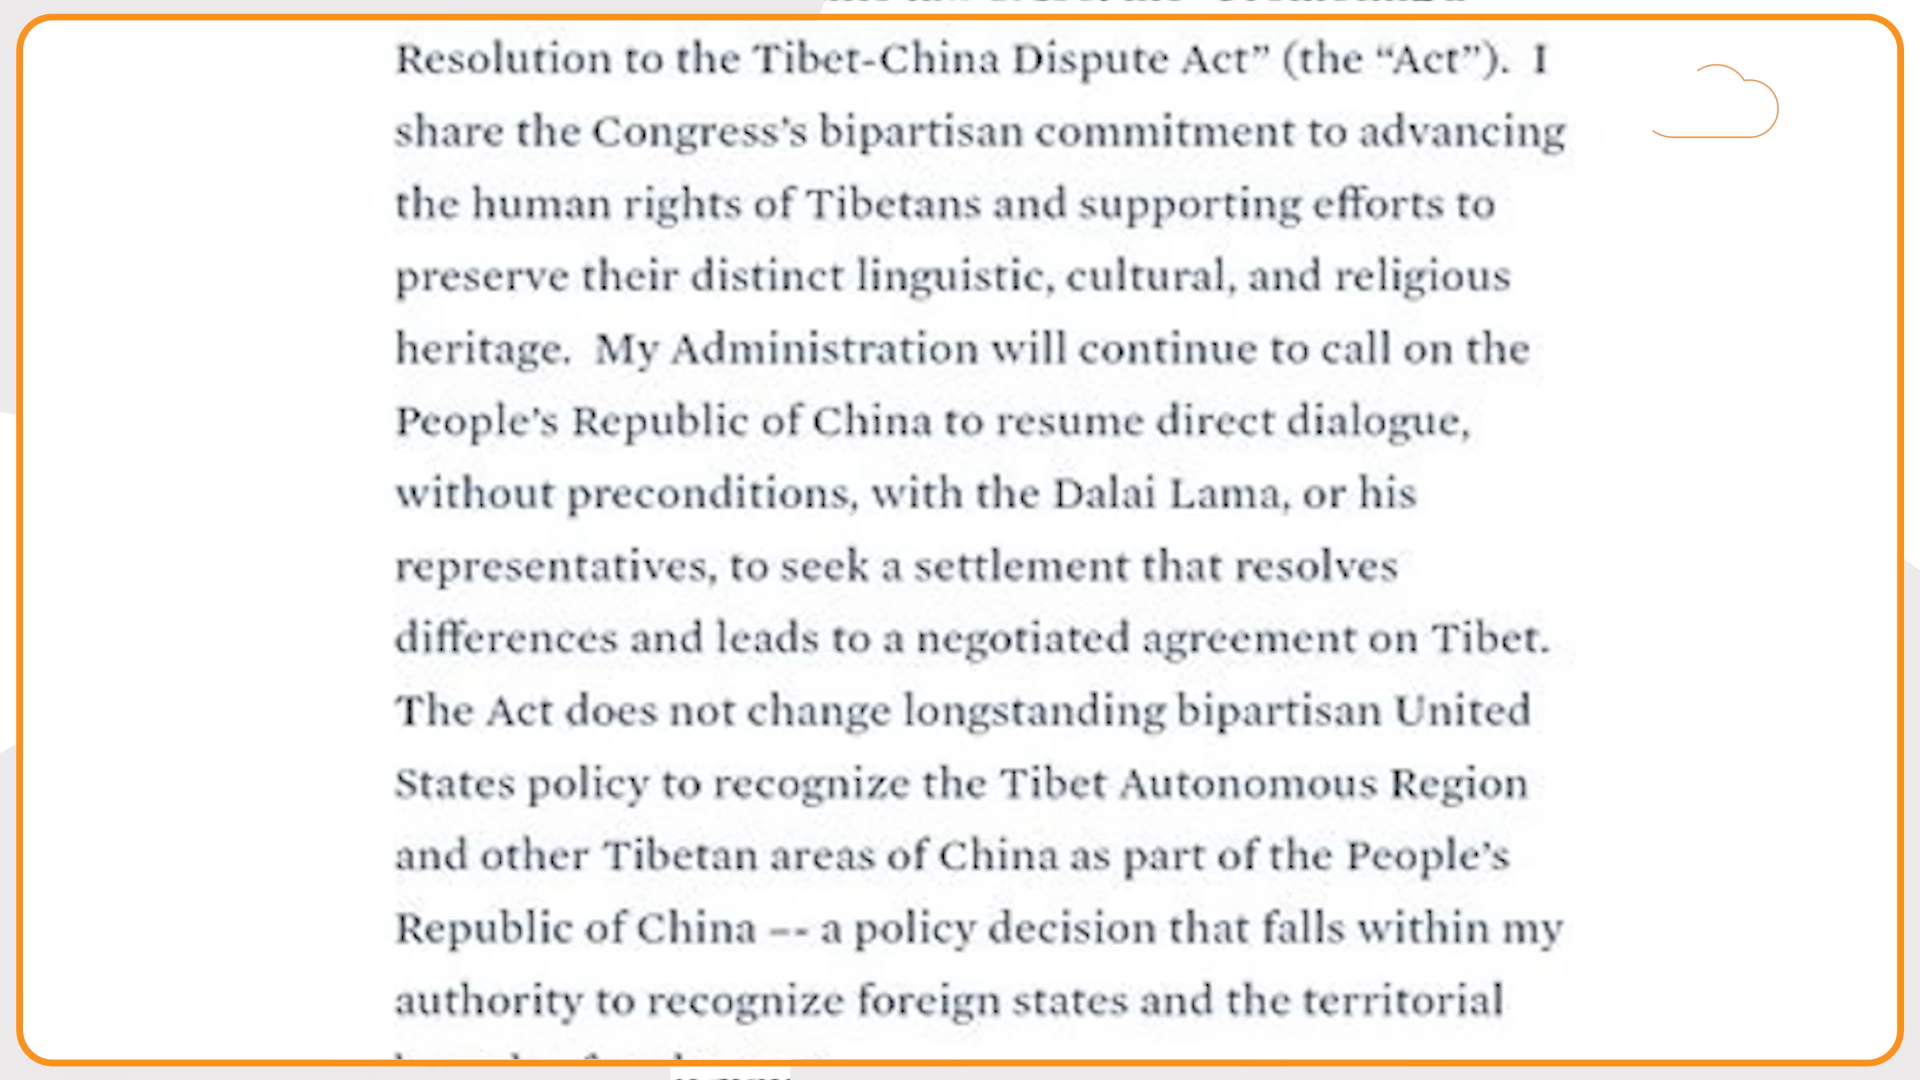 Resolution to the Tibet-China Dispute Act” (the “Act”).  I
share the Congress’s bipartisan commitment to advancing
the human rights of Tibetans and supporting efforts to
preserve their distinct linguistic, cultural, and religious
heritage.  My Administration will continue to call on the
People’s Republic of China to resume direct dialogue,
without preconditions, with the Dalai Lama, or his
representatives, to seek a settlement that resolves
differences and leads to a negotiated agreement on Tibet.
The Act does not change longstanding bipartisan United
States policy to recognize the Tibet Autonomous Region
and other Tibetan areas of China as part of the People’s
Republic of China -- a policy decision that falls within my
authority to recognize foreign states and the territorial